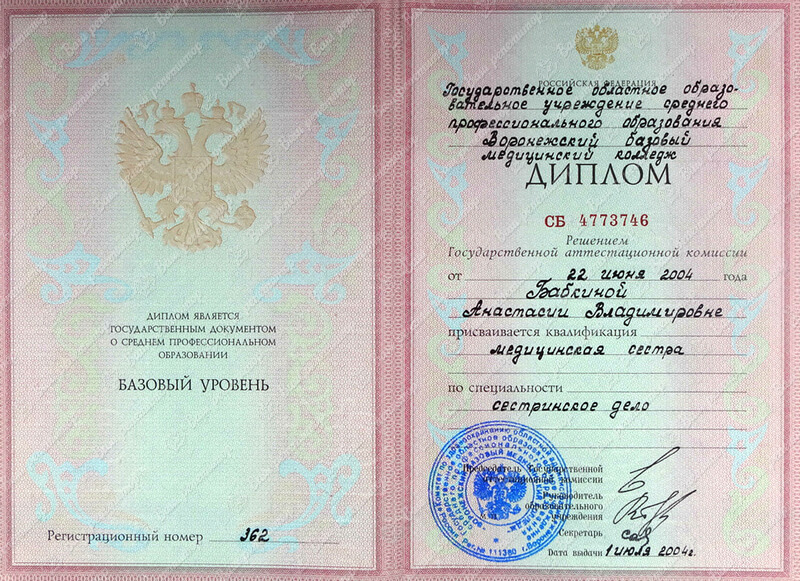 ДИПЛОМ ЯВЛЯЕТСЯ
ГОСУДАРСТВЕННЫМ ДОКУМЕНТОМ
О СРЕДНЕМ ПРОФЕССИОНАЛЬНОМ
ОБРАЗОВАНИИ
БАЗОВЫЙ УРОВЕНЬ
Регистрационный номер 362
РОССИЙСКАЯ ФЕДЕРАЦИЯ
Государственное областное образо-
вательное учреждение среднего
профессионального образования
Воронежский базовый
медицинский колледж
ДИПЛОМ
СБ 4773746
Решением
Государственной аттестационной комиссии
от 22 июня 2004 года
Бабкиной
Анастасии Владимировне
присваивается квалификация
медицинская сестра
по специальности
сестринское дело
Председатель Государственной
аттестационной комиссии
Руководитель
образовательного
учреждения
Секретарь
Дата выдачи 1 июля 2004г.